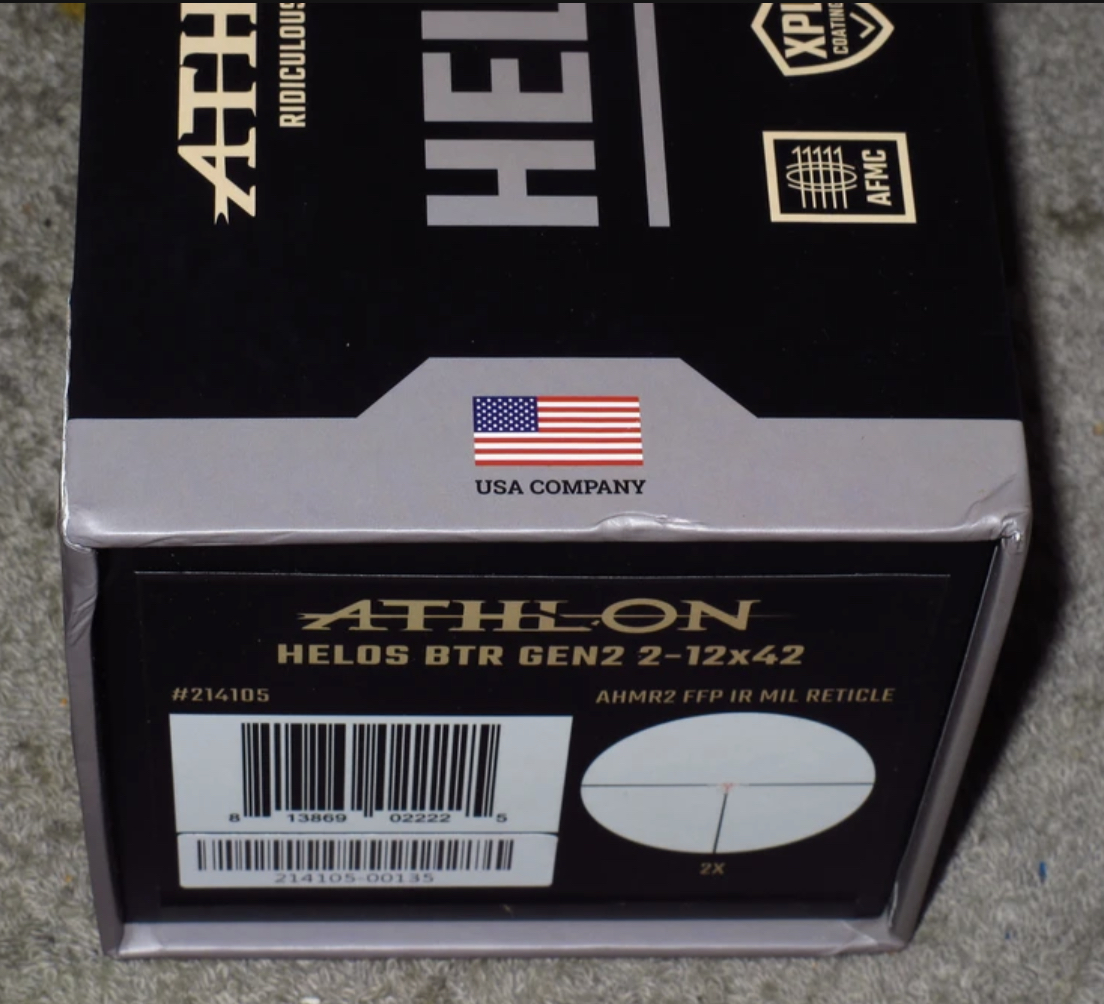 ATH
RIDICULOUS
HEL
XPL
COATING
AFMC
USA COMPANY
ATHLON
HELOS BTR GEN2 2-12x42
#214105
AHMR2 FFP IR MIL RETICLE
8 13869 02222 5
214105-00135
2X